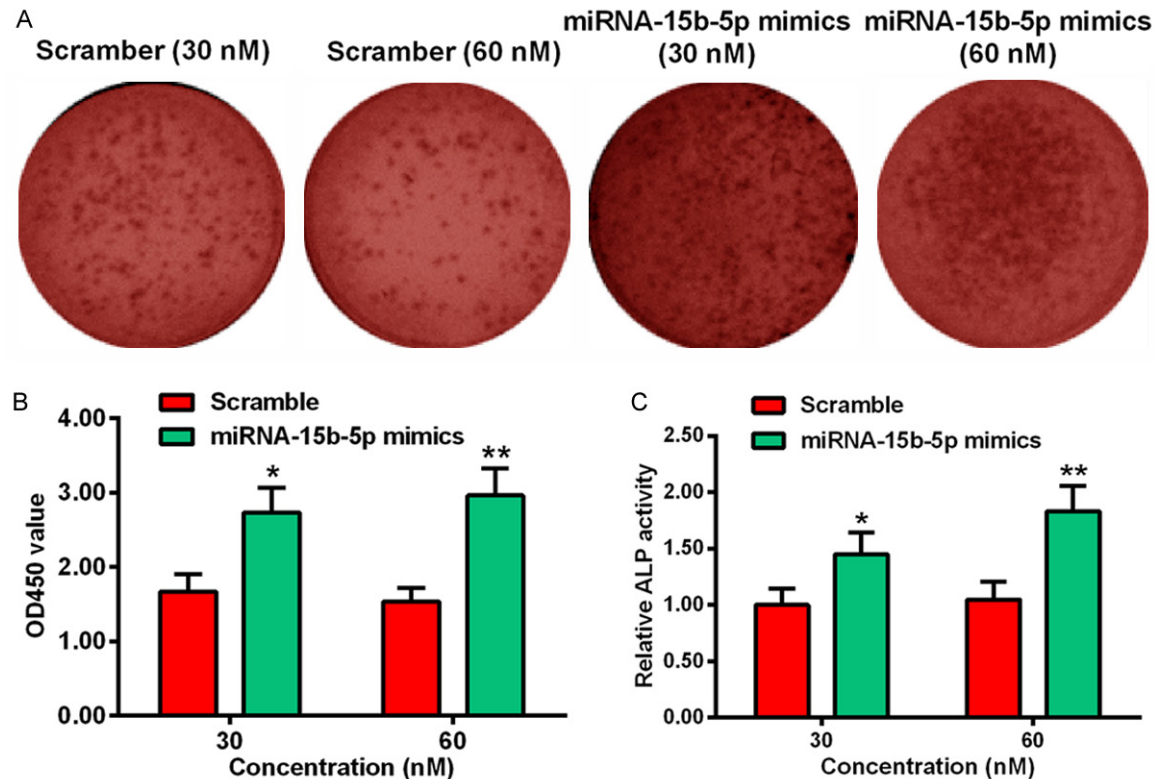 A
Scramber (30 nM)
Scramber (60 nM)
miRNA-15b-5p mimics
(30 nM)
miRNA-15b-5p mimics
(60 nM)
B
Scramble
miRNA-15b-5p mimics
OD450 value
4.00
3.00
2.00
1.00
0.00
*
**
30
60
Concentration (nM)
C
Scramble
miRNA-15b-5p mimics
Relative ALP activity
2.50
2.00
1.50
1.00
0.50
0.00
*
**
30
60
Concentration (nM)